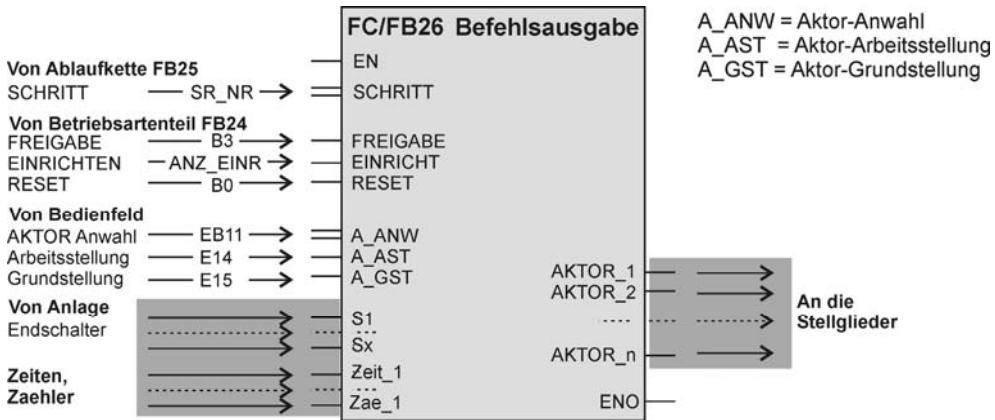 FC/FB26 Befehlsausgabe
A_ANW = Aktor-Anwahl
A_AST = Aktor-Arbeitsstellung
A_GST = Aktor-Grundstellung
EN
Von Ablaufkette FB25
SCHRITT SR_NR SCHRITT
Von Betriebsartenteil FB24
FREIGABE B3 FREIGABE
EINRICHTEN ANZ_EINR EINRICHT
RESET B0 RESET
Von Bedienfeld
AKTOR Anwahl EB11 A_ANW
Arbeitsstellung E14 A_AST
Grundstellung E15 A_GST
Von Anlage
Endschalter
S1
Sx
Zeiten,
Zaehler
Zeit_1
Zae_1
AKTOR_1
AKTOR_2
AKTOR_n
An die
Stellglieder
ENO